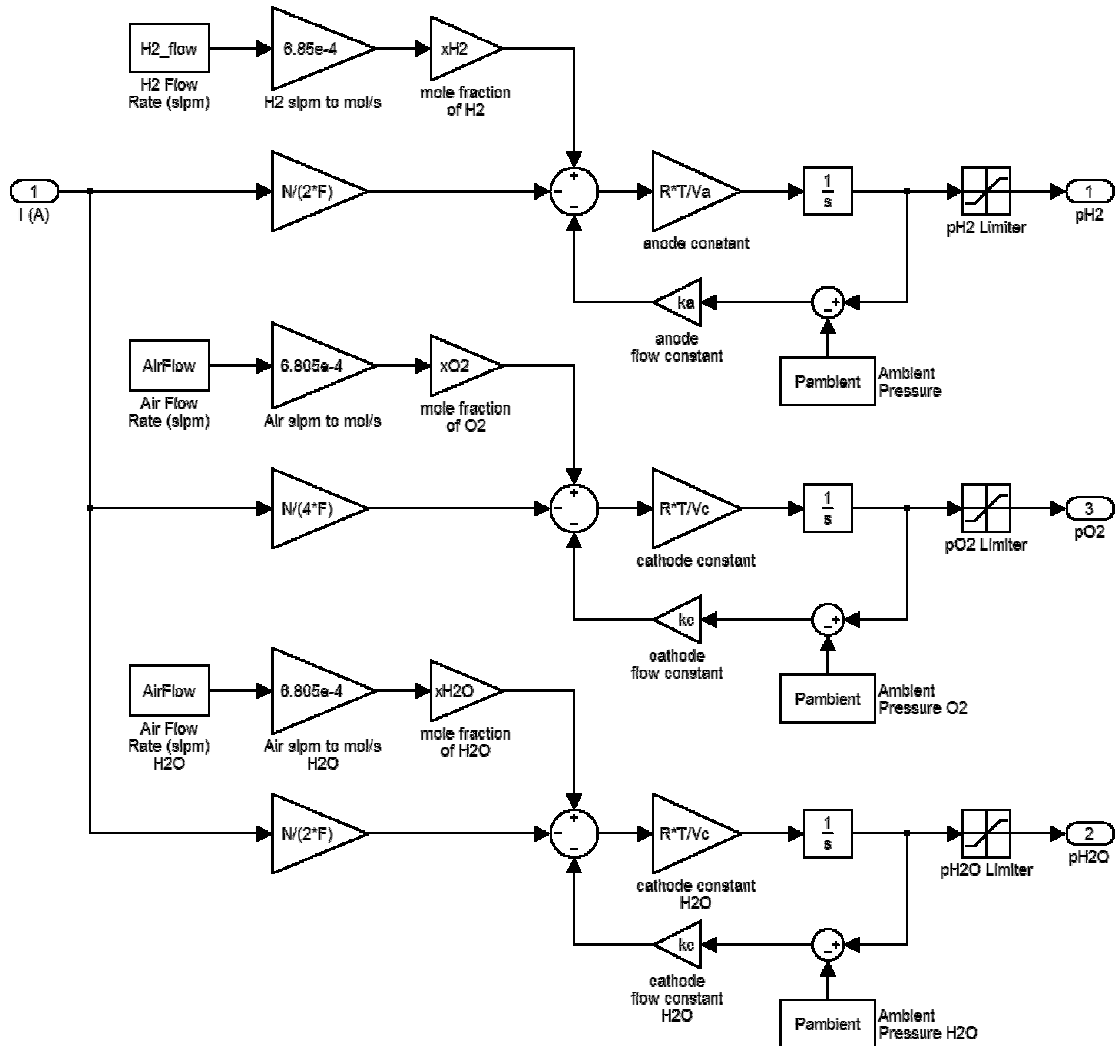 H2_flow
H2 Flow
Rate (slpm)
6.85e-4
H2 slpm to mol/s
xH2
mole fraction
of H2
1
I (A)
N/(2*F)
+
−
−
R*T/Va
anode constant
1
s
pH2 Limiter
1
pH2
ka
anode
flow constant
−
+
Pambient
Ambient
Pressure
AirFlow
Air Flow
Rate (slpm)
6.805e-4
Air slpm to mol/s
xO2
mole fraction
of O2
N/(4*F)
+
−
−
R*T/Vc
cathode constant
1
s
pO2 Limiter
3
pO2
kc
cathode
flow constant
−
+
Pambient
Ambient
Pressure O2
AirFlow
Air Flow
Rate (slpm)
H2O
6.805e-4
Air slpm to mol/s
H2O
xH2O
mole fraction
of H2O
N/(2*F)
+
−
−
R*T/Vc
cathode constant
H2O
1
s
pH2O Limiter
2
pH2O
kc
cathode
flow constant
H2O
−
+
Pambient
Ambient
Pressure H2O